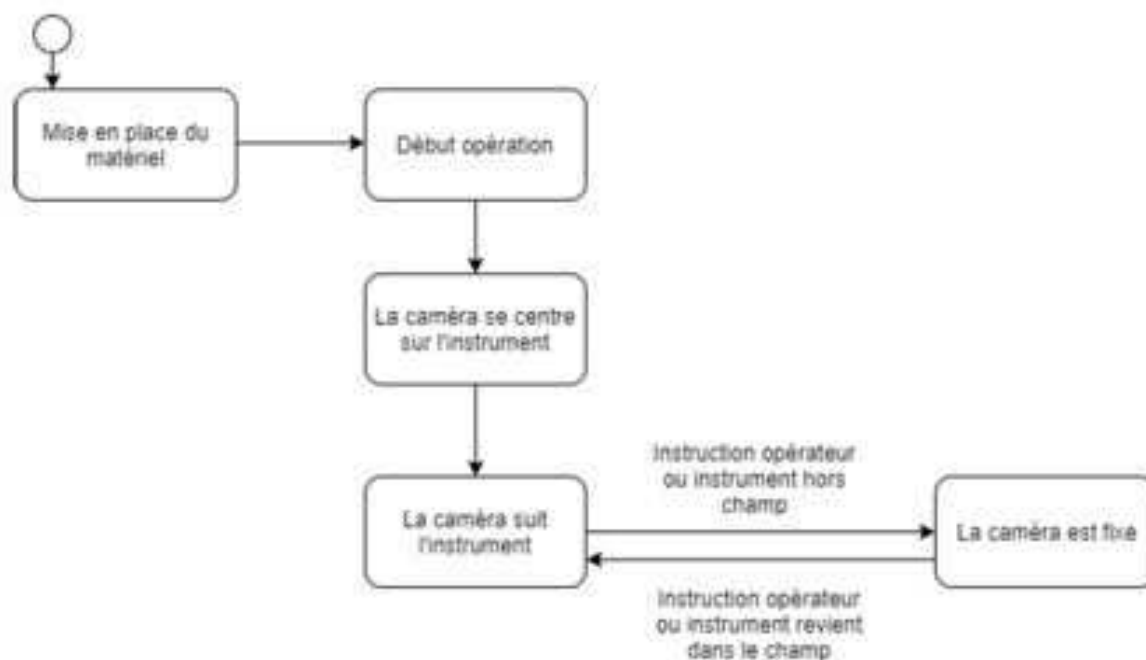 Mise en place du
matériel
Début opération
La caméra se centre
sur l'instrument
Instruction opérateur
ou instrument hors
champ
La caméra suit
l'instrument
La caméra est fixe
Instruction opérateur
ou instrument revient
dans le champ